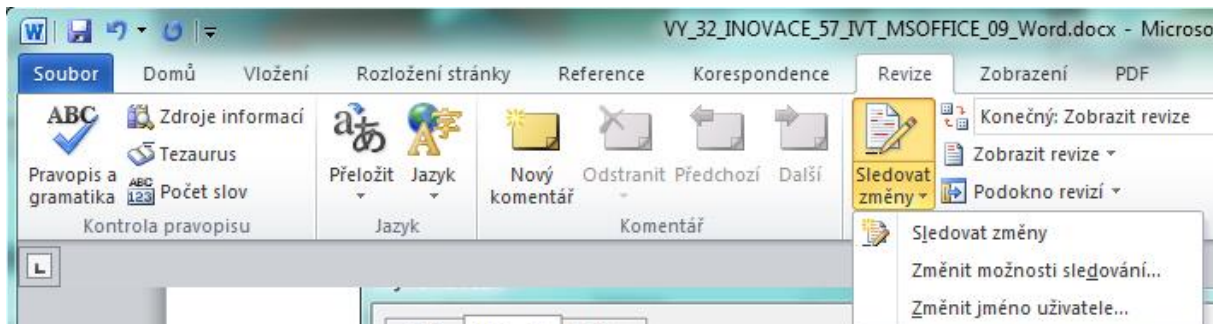 VY_32_INOVACE_57_IVT_MSOFFICE_09_Word.docx - Microso
Soubor Domů Vložení Rozložení stránky Reference Korespondence Revize Zobrazení PDF
ABC Pravopis a gramatika
Zdroje informací
Tezaurus
ABC 123 Počet slov
Kontrola pravopisu
Přeložit Jazyk
Jazyk
Nový komentář Odstranit Předchozí Další
Komentář
Sledovat změny
Konečný: Zobrazit revize
Zobrazit revize
Podokno revizí
Sledovat změny
Změnit možnosti sledování...
Změnit jméno uživatele...